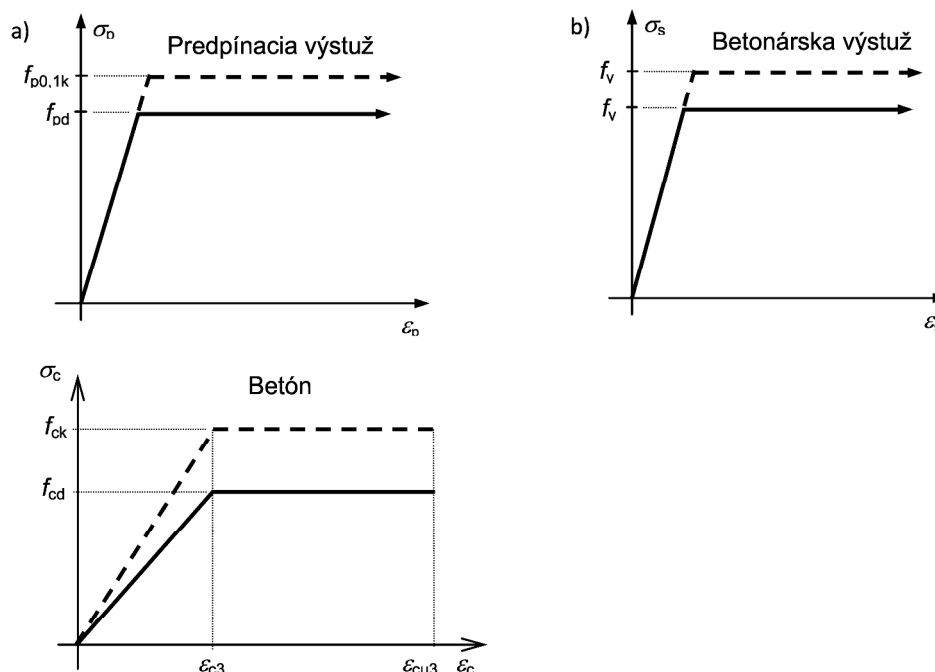 a)
σp
Predpínacia výstuž
fp0,1k
fpd
εp
b)
σs
Betonárska výstuž
fy
fy
σc
Betón
fck
fcd
εc3
εcu3
εc